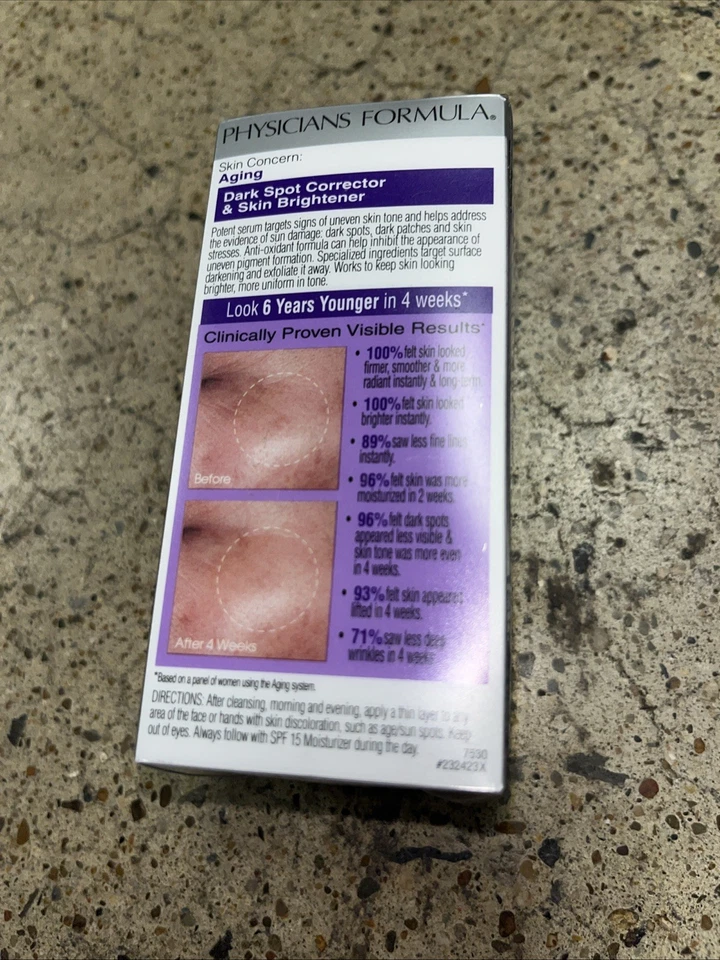 PHYSICIANS FORMULA®
Skin Concern:
Aging
Dark Spot Corrector
& Skin Brightener
Potent serum targets signs of uneven skin tone and helps address
the evidence of sun damage: dark spots, dark patches and skin
stresses. Anti-oxidant formula can help inhibit the appearance of
uneven pigment formation. Specialized ingredients target surface
darkening and exfoliate it away. Works to keep skin looking
brighter, more uniform in tone.
Look 6 Years Younger in 4 weeks*
Clinically Proven Visible Results*
• 100% felt skin looked
firmer, smoother & more
radiant instantly & long-term.
• 100% felt skin looked
brighter instantly.
• 89% saw less fine lines
instantly.
• 96% felt skin was more
moisturized in 2 weeks.
• 96% felt dark spots
appeared less visible &
skin tone was more even
in 4 weeks.
• 93% felt skin appeared
lifted in 4 weeks.
• 71% saw less deep
wrinkles in 4 weeks.
Before
After 4 Weeks
*Based on a panel of women using the Aging system.
DIRECTIONS: After cleansing, morning and evening, apply a thin layer to any
area of the face or hands with skin discoloration, such as age/sun spots. Keep
out of eyes. Always follow with SPF 15 Moisturizer during the day.
7530
#232423X